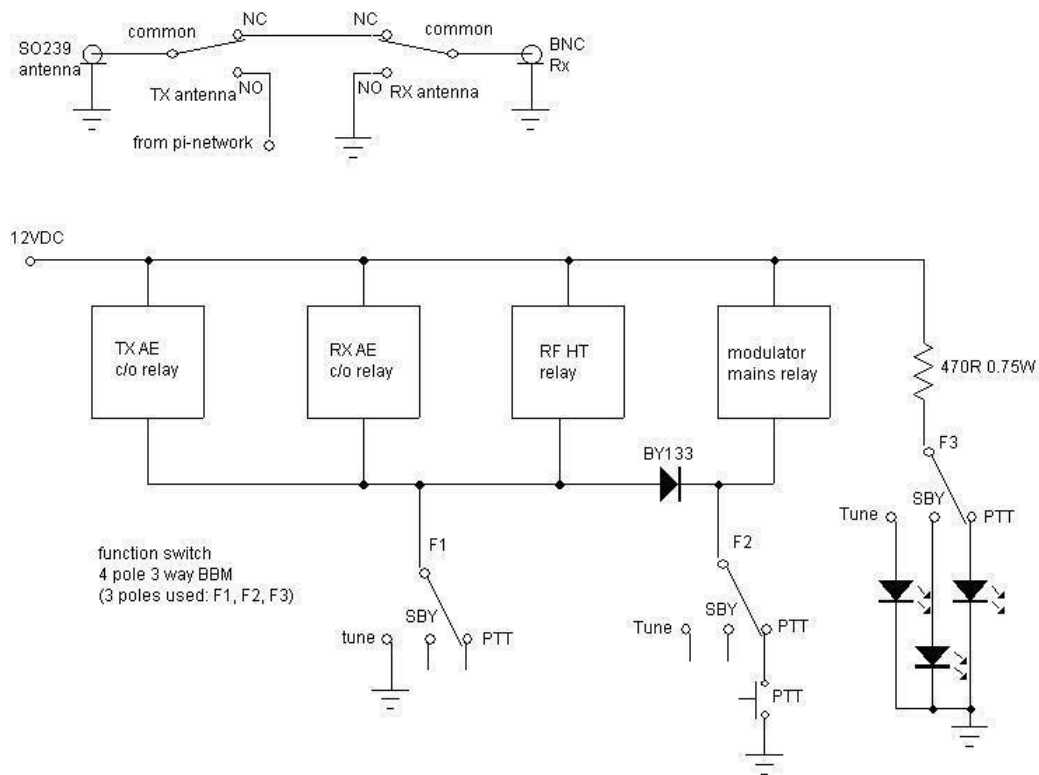 NC
NC
common
common
SO239
antenna
BNC
Rx
TX antenna
NO
NO
RX antenna
from pi-network
12VDC
TX AE
c/o relay
RX AE
c/o relay
RF HT
relay
modulator
mains relay
470R 0.75W
BY133
F3
SBY
Tune
PTT
F1
F2
function switch
4 pole 3 way BBM
(3 poles used: F1, F2, F3)
SBY
tune
PTT
SBY
Tune
PTT
PTT